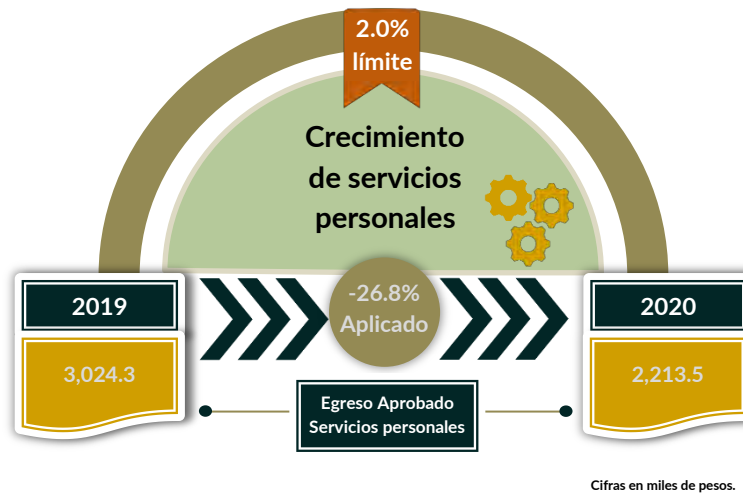 2.0%
límite
Crecimiento
de servicios
personales
2019
-26.8%
Aplicado
2020
3,024.3
2,213.5
Egreso Aprobado
Servicios personales
Cifras en miles de pesos.